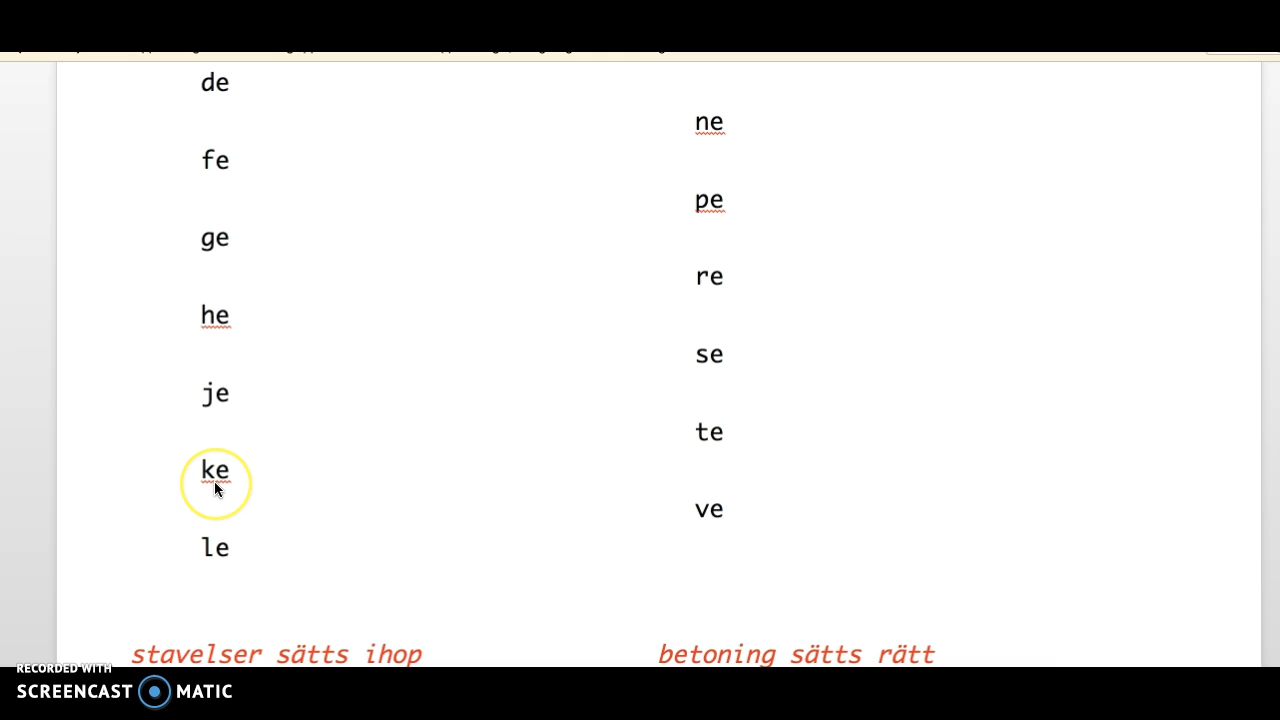 de
fe
ge
he
je
ke
le
ne
pe
re
se
te
ve
stavelser sätts ihop
betoning sätts rätt
RECORDED WITH
SCREENCAST MATIC